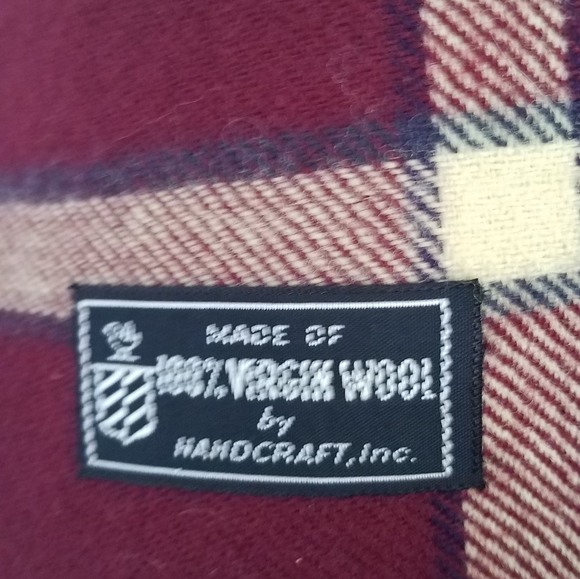 MADE OF
100% VIRGIN WOOL
by
HANDCRAFT, Inc.